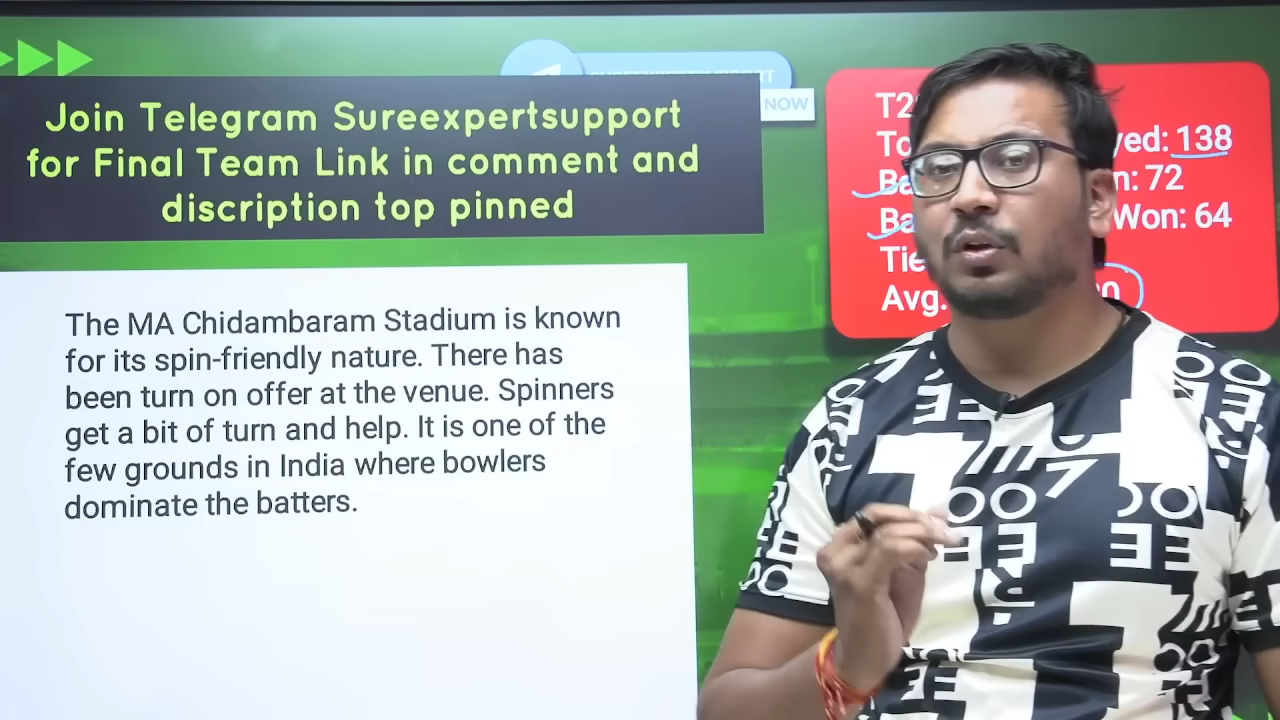 Join Telegram Sureexpertsupport
for Final Team Link in comment and
discription top pinned
NOW
138
72
Won: 64
The MA Chidambaram Stadium is known
for its spin-friendly nature. There has
been turn on offer at the venue. Spinners
get a bit of turn and help. It is one of the
few grounds in India where bowlers
dominate the batters.